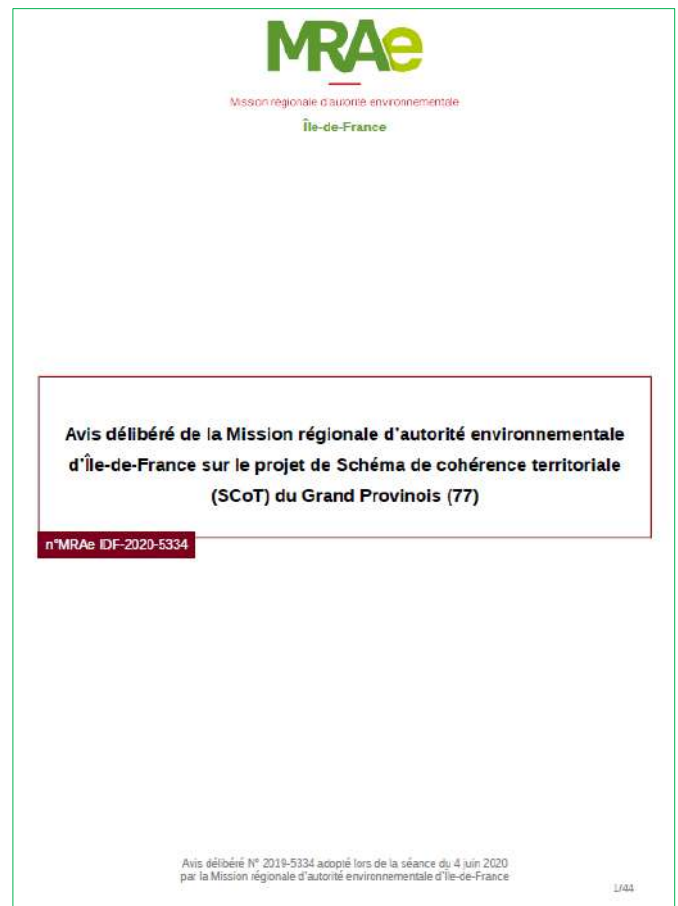 MRAe
Mission régionale d'autorité environnementale
Île-de-France
Avis délibéré de la Mission régionale d'autorité environnementale
d'Île-de-France sur le projet de Schéma de cohérence territoriale
(SCoT) du Grand Provinois (77)
n°MRAe IDF-2020-5334
Avis délibéré N° 2019-5334 adopté lors de la séance du 4 juin 2020
par la Mission régionale d'autorité environnementale d'Île-de-France
1/44